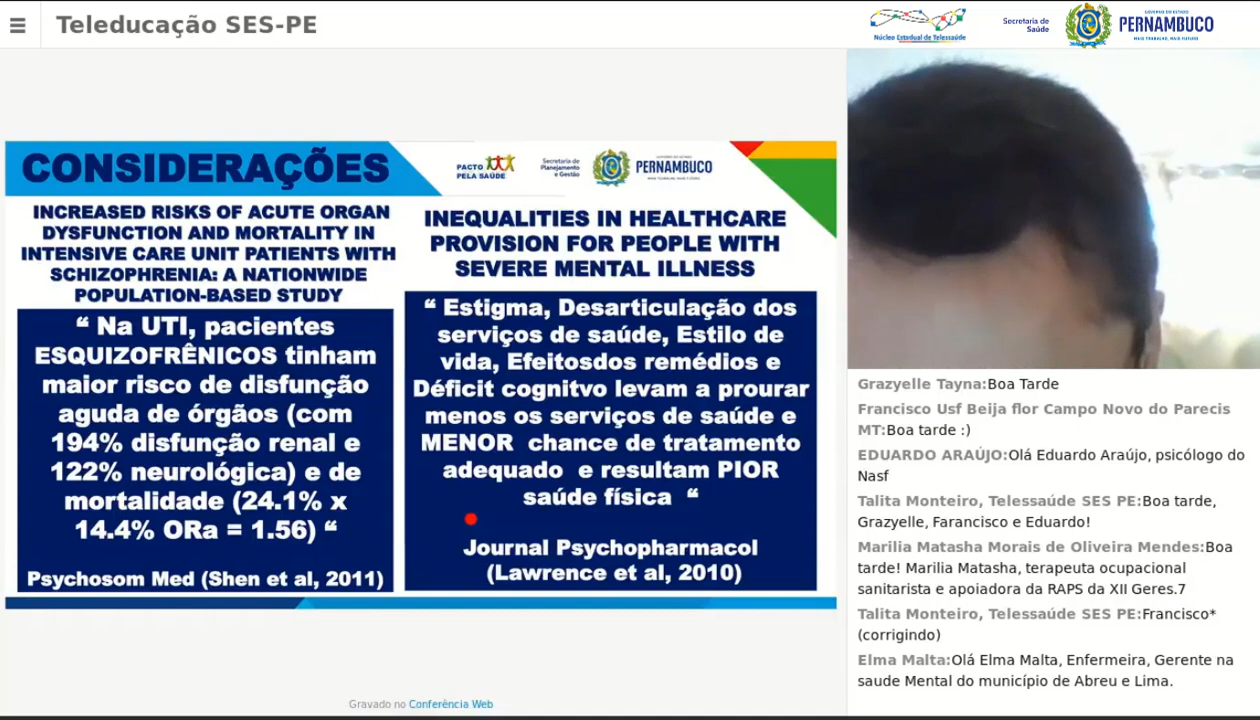 Teleducação SES-PE
Núcleo Estadual de Telessaúde
Secretaria de
Saúde
PERNAMBUCO
MAIS TRABALHO, MAIS FUTURO
CONSIDERAÇÕES
PACTO
PELA SAÚDE
Secretaria de
Planejamento
e Gestão
PERNAMBUCO
INCREASED RISKS OF ACUTE ORGAN
DYSFUNCTION AND MORTALITY IN
INTENSIVE CARE UNIT PATIENTS WITH
SCHIZOPHRENIA: A NATIONWIDE
POPULATION-BASED STUDY
“ Na UTI, pacientes
ESQUIZOFRÊNICOS tinham
maior risco de disfunção
aguda de órgãos (com
194% disfunção renal e
122% neurológica) e de
mortalidade (24.1% x
14.4% ORa = 1.56) “
Psychosom Med (Shen et al, 2011)
INEQUALITIES IN HEALTHCARE
PROVISION FOR PEOPLE WITH
SEVERE MENTAL ILLNESS
“ Estigma, Desarticulação dos
serviços de saúde, Estilo de
vida, Efeitosdos remédios e
Déficit cognitvo levam a prourar
menos os serviços de saúde e
MENOR chance de tratamento
adequado e resultam PIOR
saúde física “
Journal Psychopharmacol
(Lawrence et al, 2010)
Grazyelle Tayna:Boa Tarde
Francisco Usf Beija flor Campo Novo do Parecis
MT:Boa tarde :)
EDUARDO ARAÚJO:Olá Eduardo Araújo, psicólogo do
Nasf
Talita Monteiro, Telessaúde SES PE:Boa tarde,
Grazyelle, Farancisco e Eduardo!
Marilia Matasha Morais de Oliveira Mendes:Boa
tarde! Marilia Matasha, terapeuta ocupacional
sanitarista e apoiadora da RAPS da XII Geres.7
Talita Monteiro, Telessaúde SES PE:Francisco*
(corrigindo)
Elma Malta:Olá Elma Malta, Enfermeira, Gerente na
saude Mental do município de Abreu e Lima.
Gravado no Conferência Web